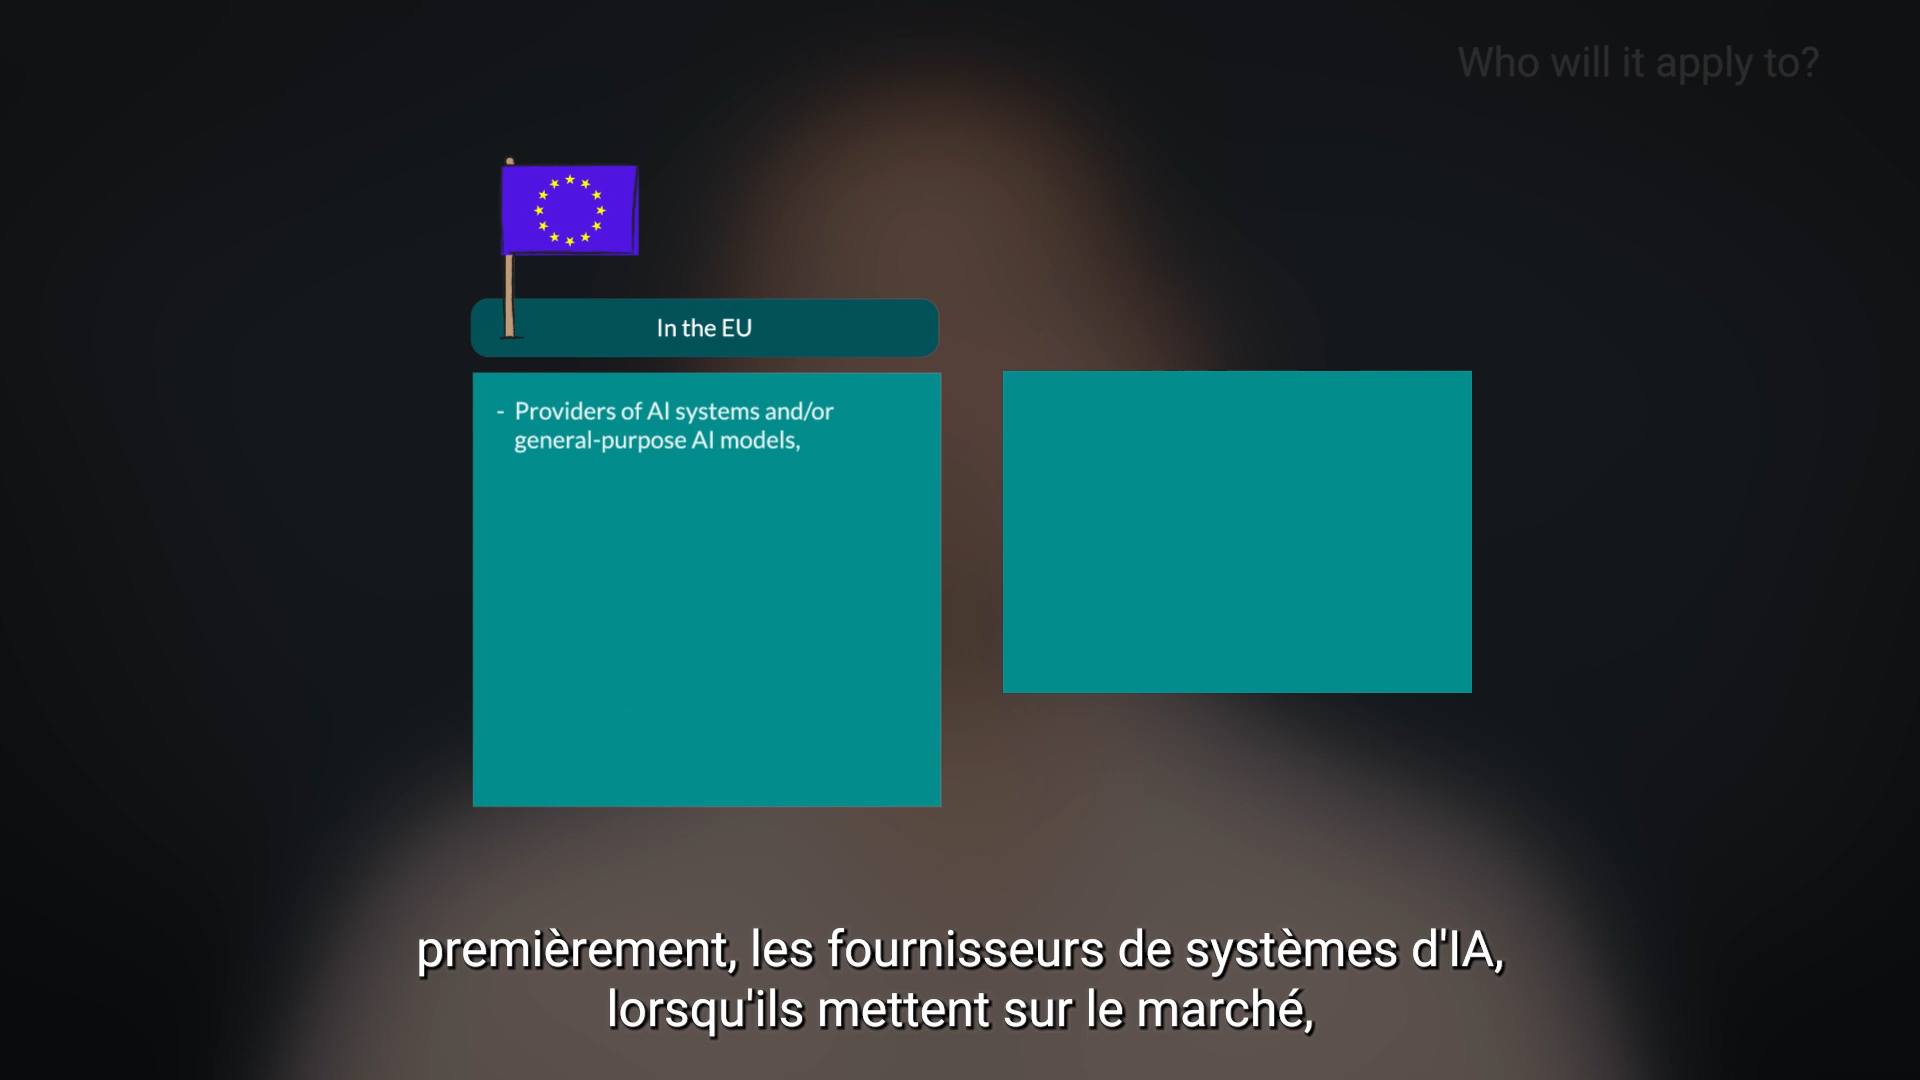 Who will it apply to?
In the EU
- Providers of AI systems and/or
general-purpose AI models,
premièrement, les fournisseurs de systèmes d'IA,
lorsqu'ils mettent sur le marché,